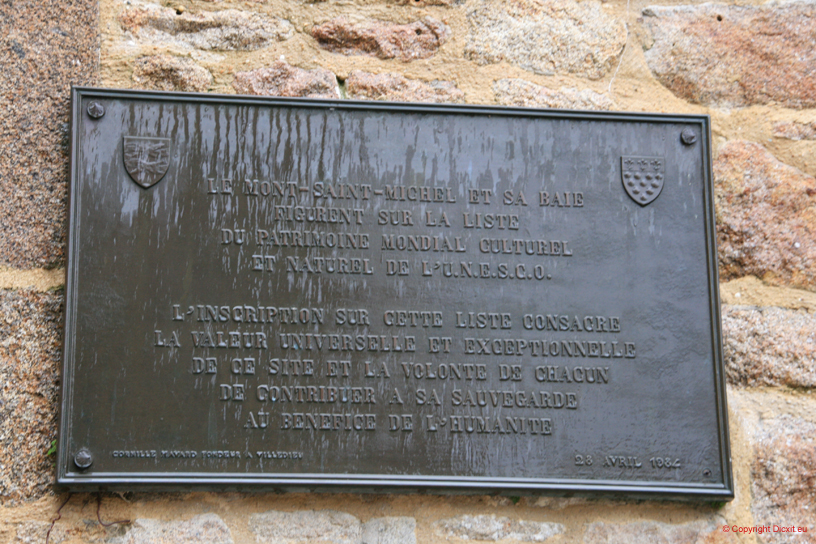 LE MONT-SAINT-MICHEL ET SA BAIE
FIGURENT SUR LA LISTE
DU PATRIMOINE MONDIAL CULTUREL
ET NATUREL DE L'U.N.E.S.C.O.
L'INSCRIPTION SUR CETTE LISTE CONSACRE
LA VALEUR UNIVERSELLE ET EXCEPTIONNELLE
DE CE SITE ET LA VOLONTE DE CHACUN
DE CONTRIBUER A SA SAUVEGARDE
AU BENEFICE DE L'HUMANITE
CORNILLE HAVARD FONDEUR A VILLEDIEU
28 AVRIL 1984
© Copyright Dicxit.eu